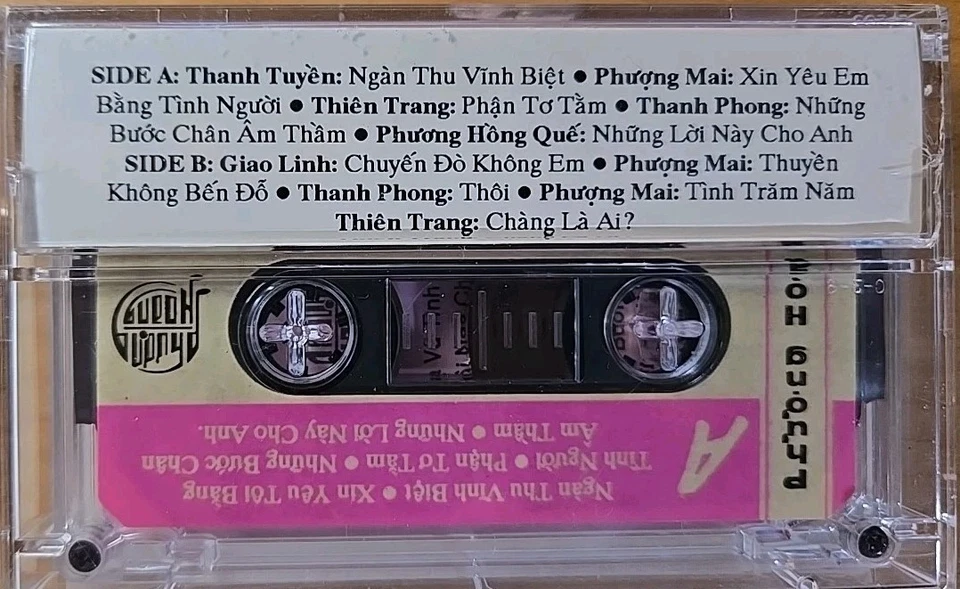 SIDE A: Thanh Tuyền: Ngàn Thu Vĩnh Biệt ● Phượng Mai: Xin Yêu Em
Bằng Tình Người ● Thiên Trang: Phận Tơ Tằm ● Thanh Phong: Những
Bước Chân Âm Thầm ● Phương Hồng Quế: Những Lời Này Cho Anh
SIDE B: Giao Linh: Chuyến Đò Không Em ● Phượng Mai: Thuyền
Không Bến Đỗ ● Thanh Phong: Thôi ● Phượng Mai: Tình Trăm Năm
Thiên Trang: Chàng Là Ai?
Phượng Hoàng
A
Ngàn Thu Vĩnh Biệt ● Xin Yêu Tôi Bằng
Tình Người ● Phận Tơ Tằm ● Những Bước Chân
Âm Thầm ● Những Lời Này Cho Anh.